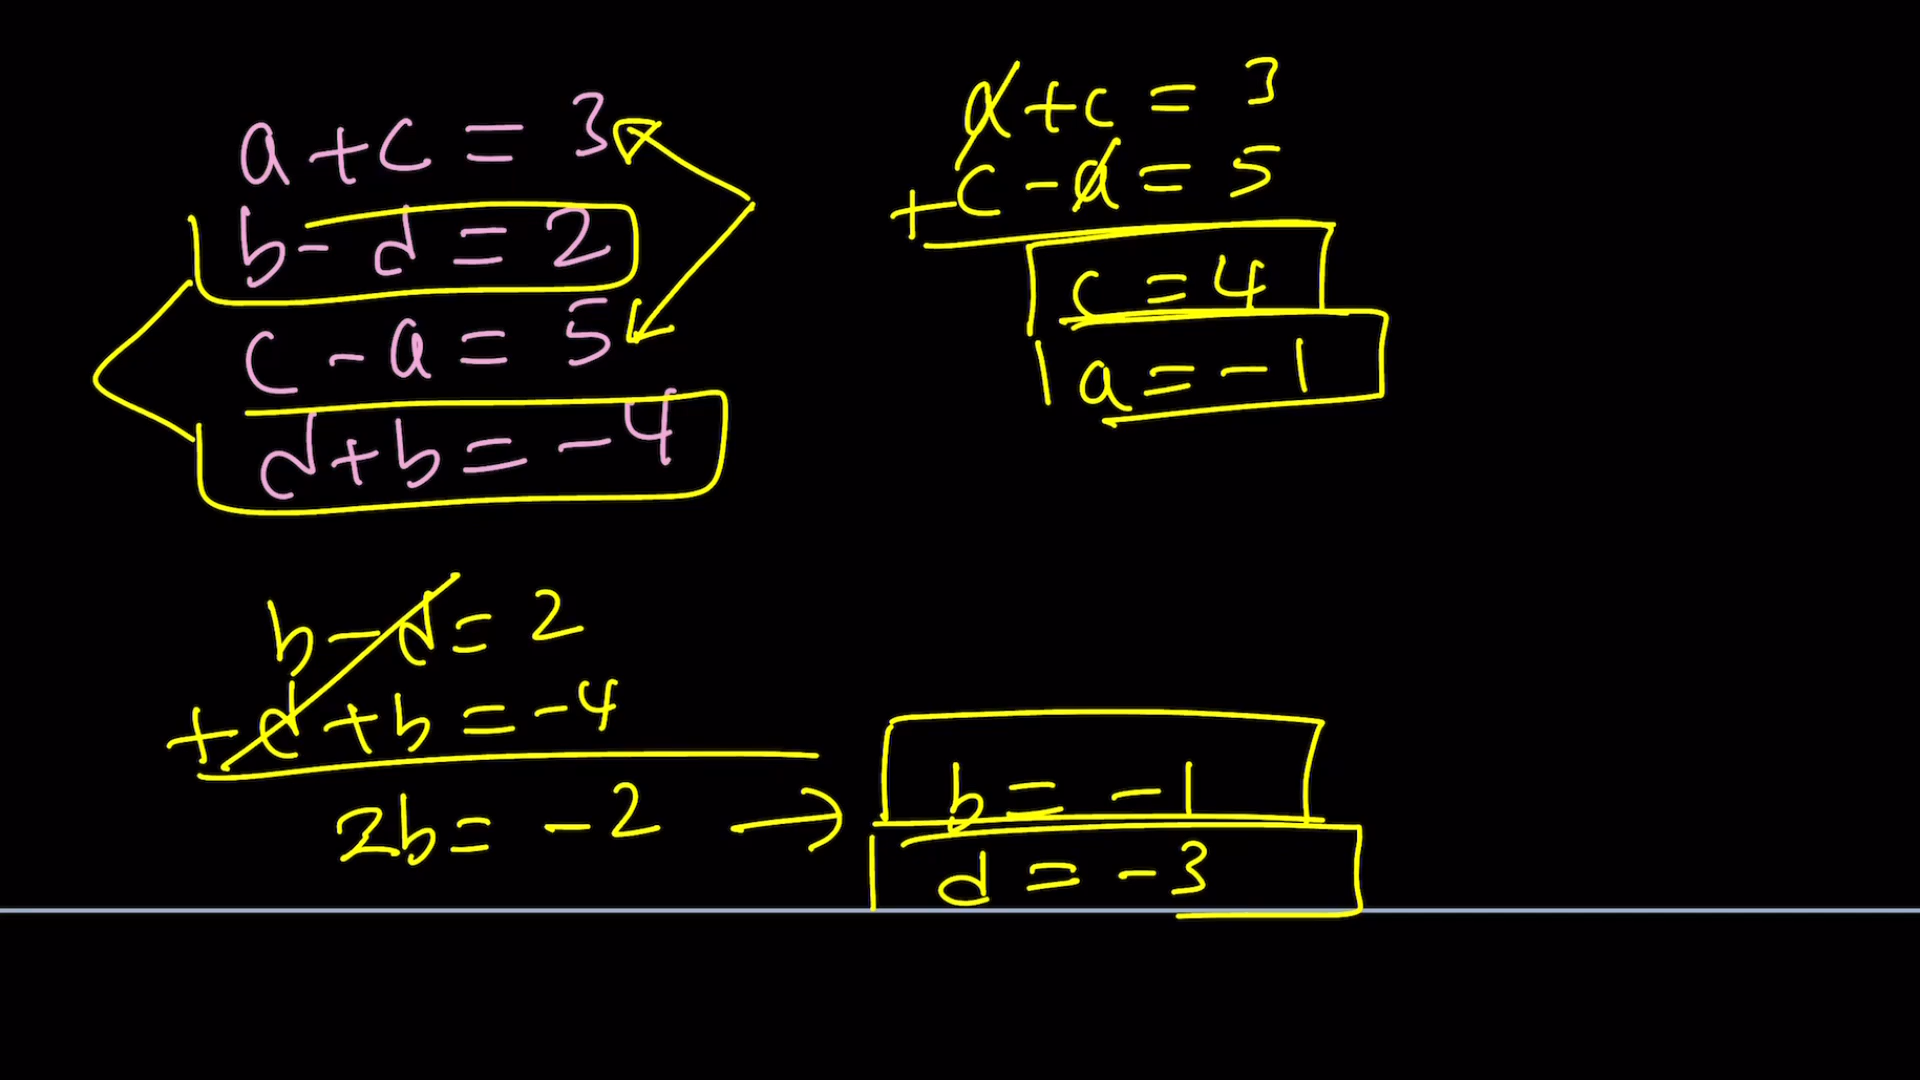 a+c = 3
b-d = 2
c-a = 5
d+b = -4
a+c = 3
+ c-a = 5
c = 4
a = -1
b-d = 2
+ d+b = -4
2b = -2 →
b = -1
d = -3